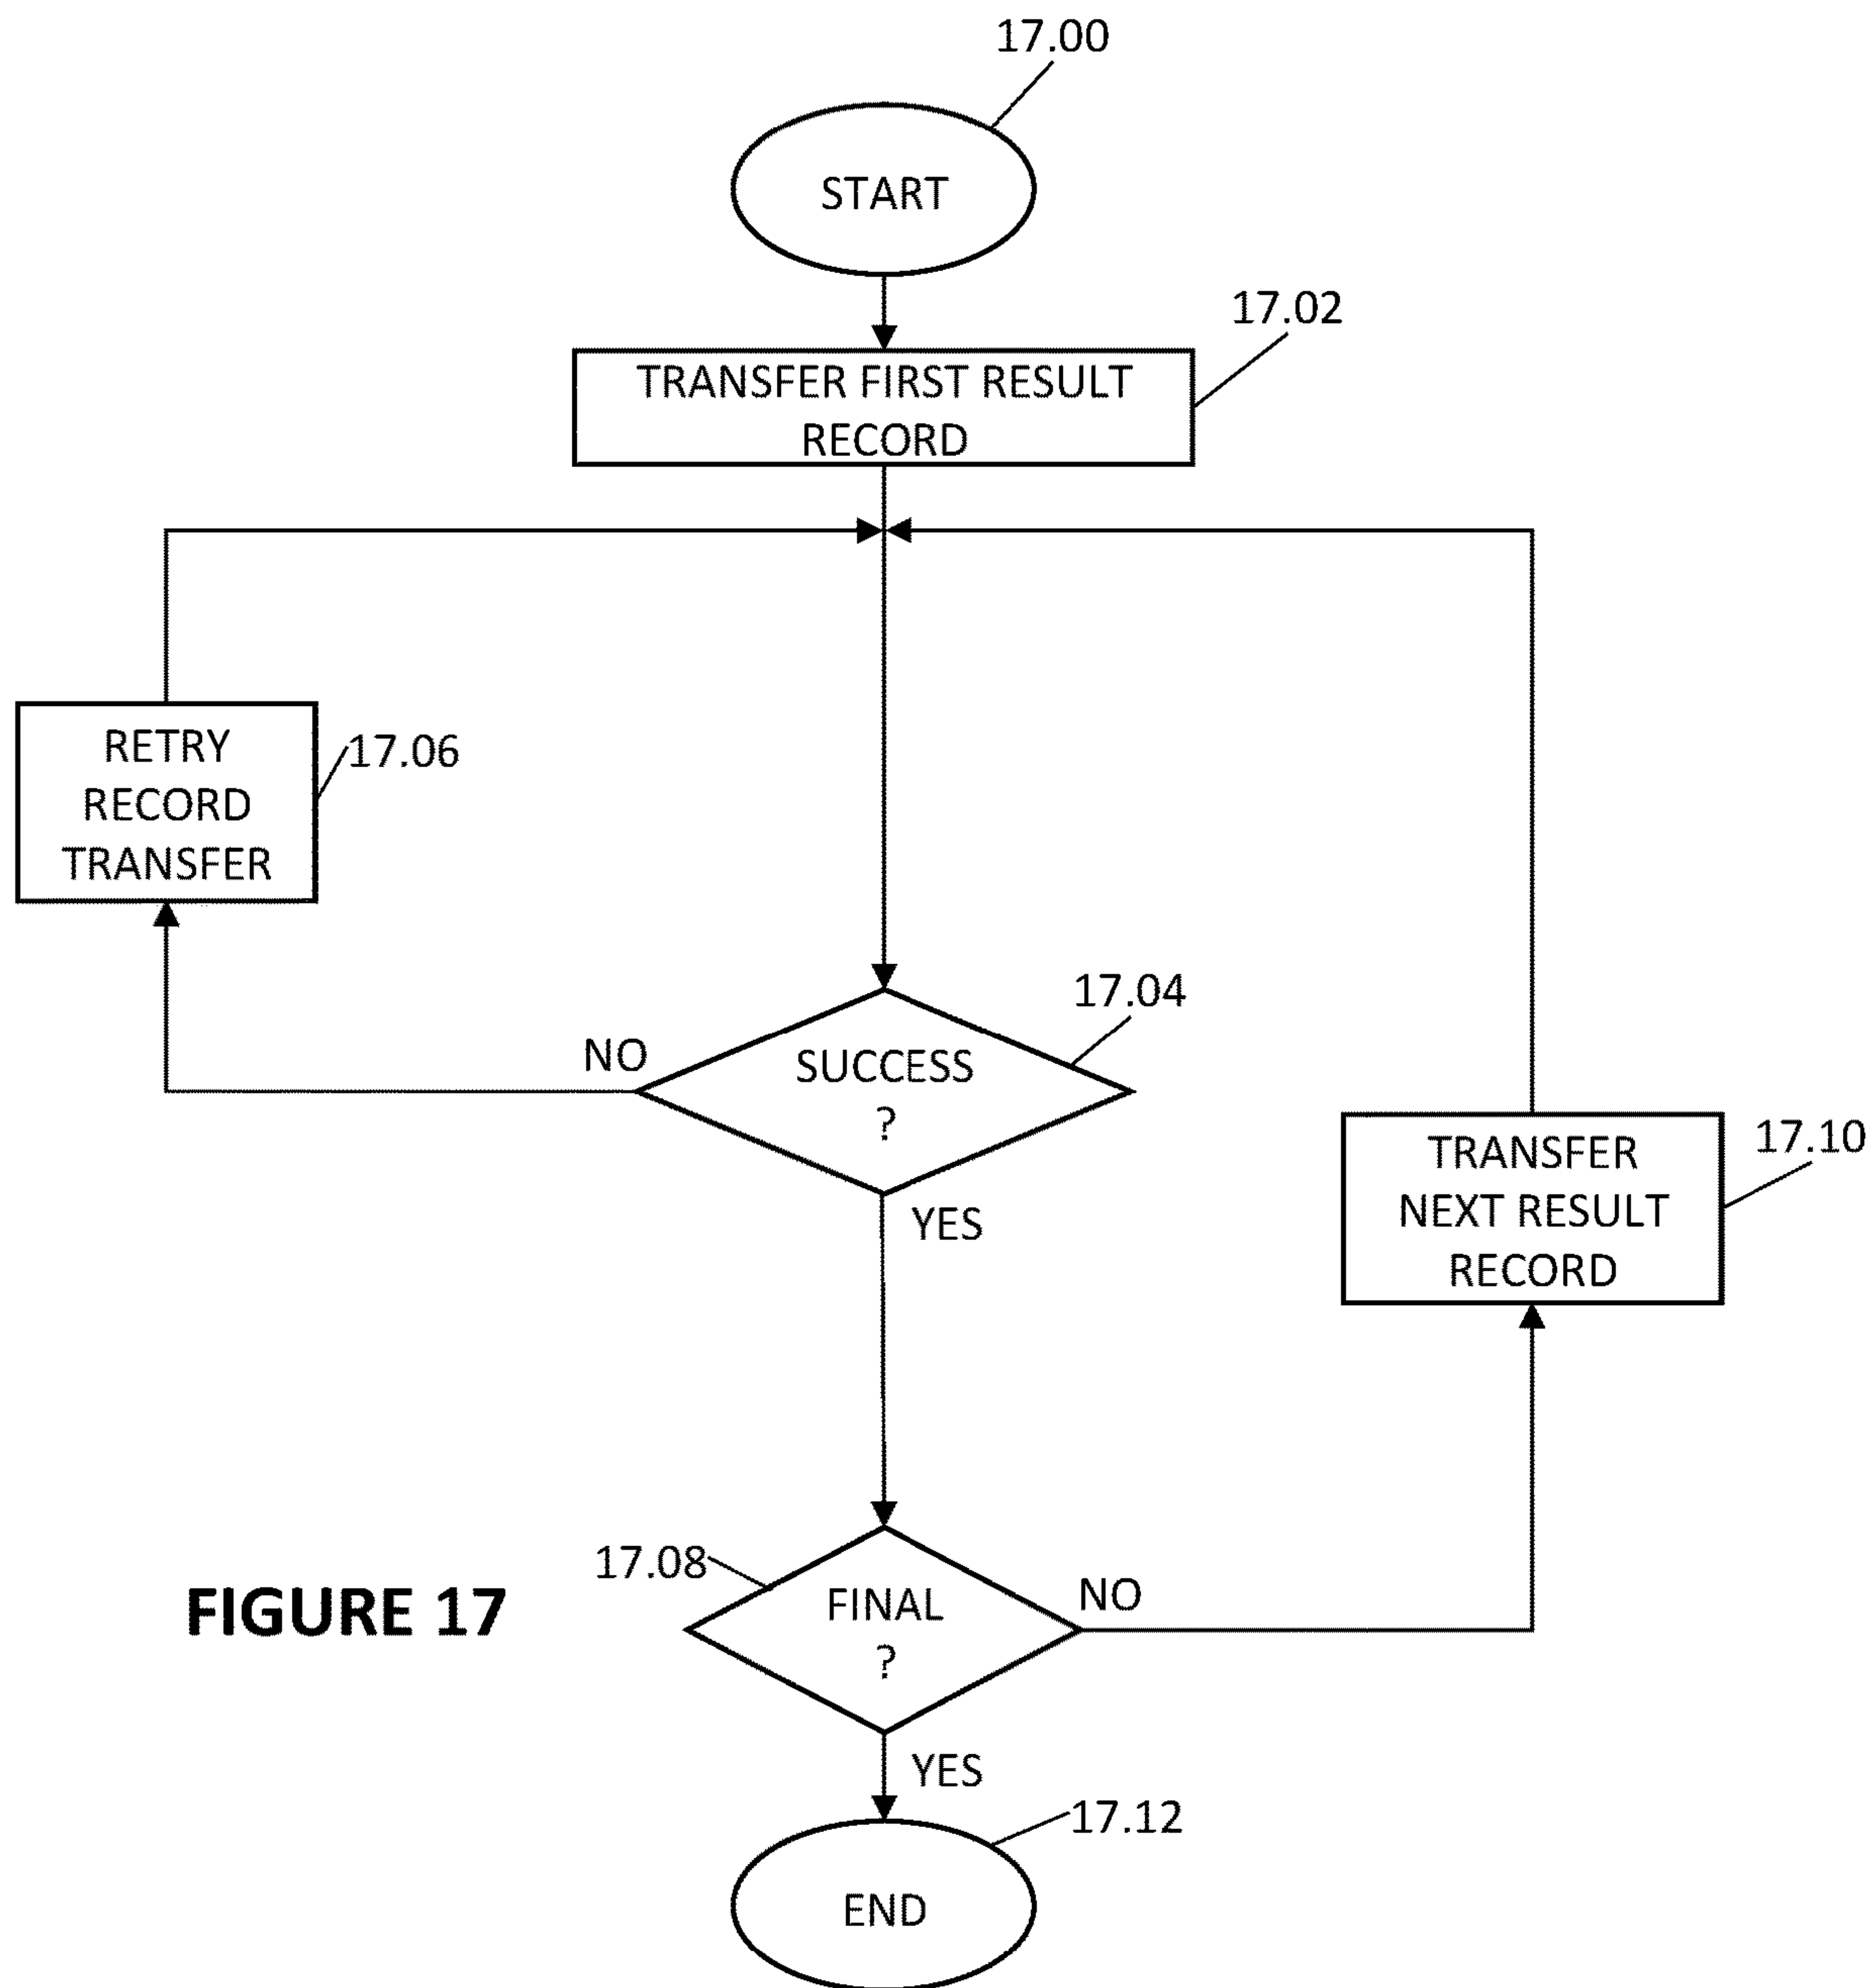 17.00
START
17.02
TRANSFER FIRST RESULT
RECORD
RETRY
RECORD
TRANSFER
17.06
17.04
NO
SUCCESS
?
YES
TRANSFER
NEXT RESULT
RECORD
17.10
17.08
FINAL
?
NO
FIGURE 17
YES
17.12
END